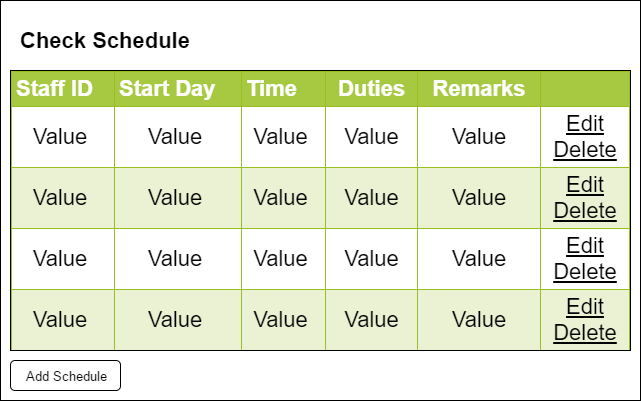 Check Schedule
Staff ID Start Day Time Duties Remarks
Value Value Value Value Value Edit
Delete
Value Value Value Value Value Edit
Delete
Value Value Value Value Value Edit
Delete
Value Value Value Value Value Edit
Delete
Add Schedule